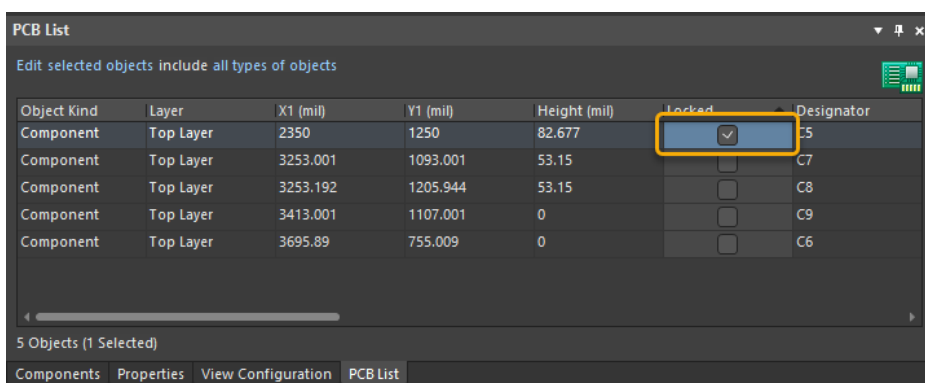 PCB List
Edit selected objects include all types of objects
Object Kind Layer X1 (mil) Y1 (mil) Height (mil) Locked Designator
Component Top Layer 2350 1250 82.677 C5
Component Top Layer 3253.001 1093.001 53.15 C7
Component Top Layer 3253.192 1205.944 53.15 C8
Component Top Layer 3413.001 1107.001 0 C9
Component Top Layer 3695.89 755.009 0 C6
5 Objects (1 Selected)
Components Properties View Configuration PCB List